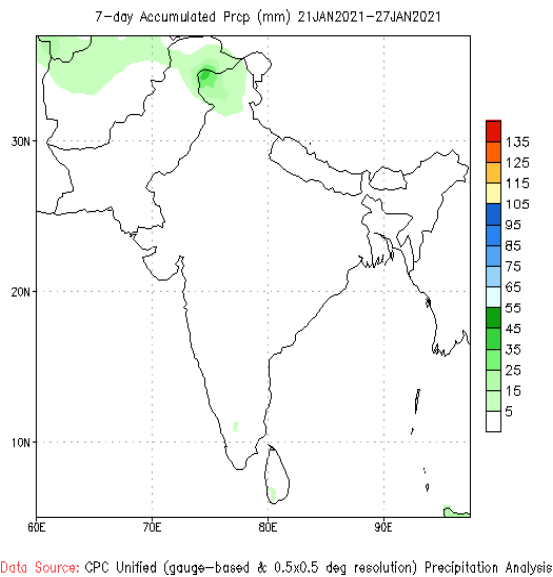 7-day Accumulated Prcp (mm) 21JAN2021-27JAN2021
30N
20N
10N
60E 70E 80E 90E
135
125
115
105
95
85
75
65
55
45
35
25
15
5
Data Source: CPC Unified (gauge-based & 0.5x0.5 deg resolution) Precipitation Analysis